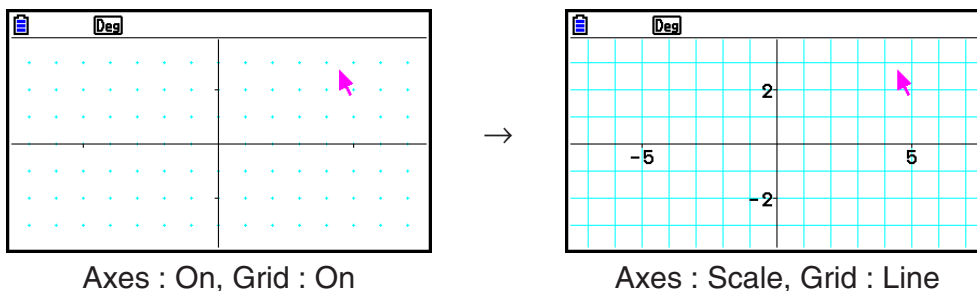 Deg
Deg
→
2
-5 5
-2
Axes : On, Grid : On
Axes : Scale, Grid : Line